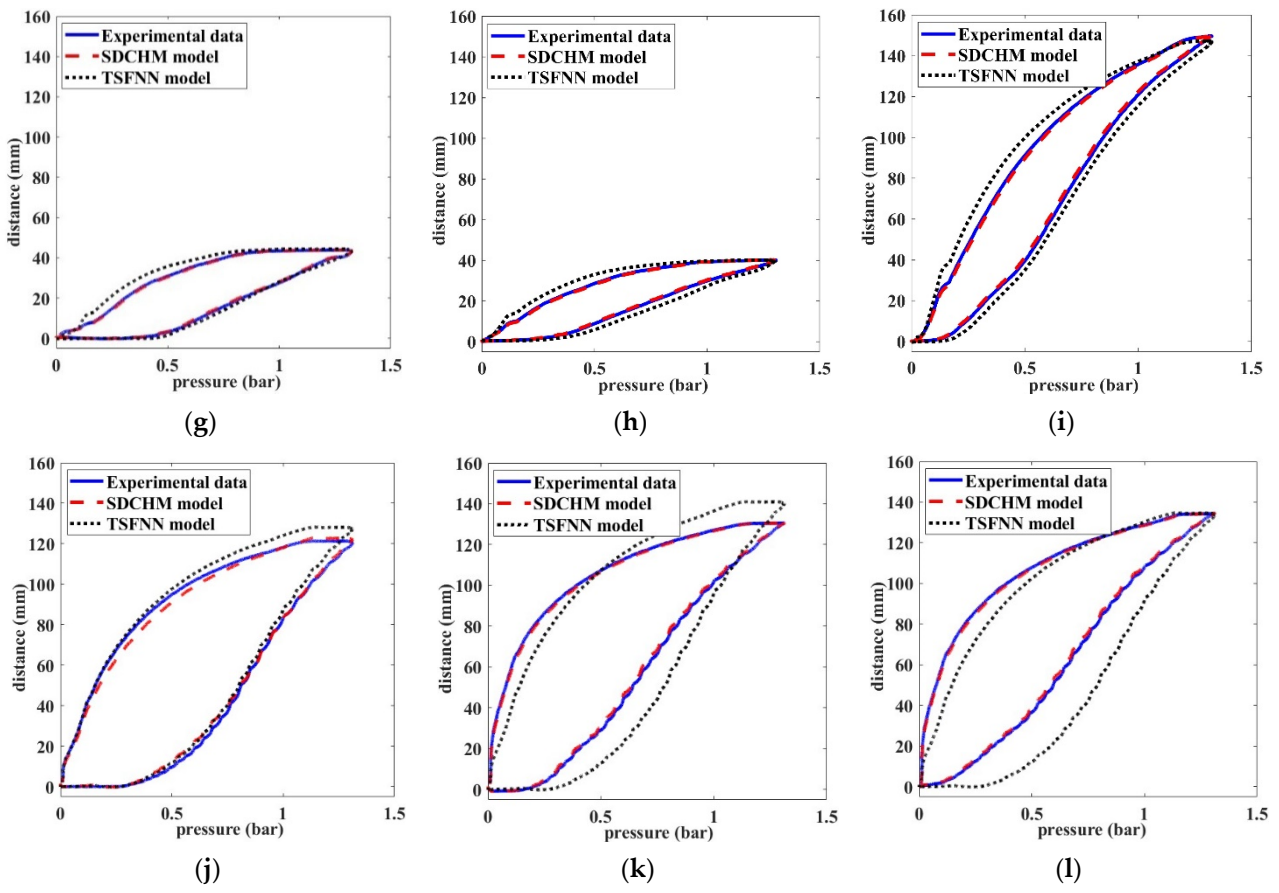 160
140
120
100
80
60
40
20
0
distance (mm)
Experimental data
SDCHM model
TSFNN model
0 0.5 1 1.5
pressure (bar)
(g)
160
140
120
100
80
60
40
20
0
distance (mm)
Experimental data
SDCHM model
TSFNN model
0 0.5 1 1.5
pressure (bar)
(h)
160
140
120
100
80
60
40
20
0
distance (mm)
Experimental data
SDCHM model
TSFNN model
0 0.5 1 1.5
pressure (bar)
(i)
160
140
120
100
80
60
40
20
0
distance (mm)
Experimental data
SDCHM model
TSFNN model
0 0.5 1 1.5
pressure (bar)
(j)
160
140
120
100
80
60
40
20
0
distance (mm)
Experimental data
SDCHM model
TSFNN model
0 0.5 1 1.5
pressure (bar)
(k)
160
140
120
100
80
60
40
20
0
distance (mm)
Experimental data
SDCHM model
TSFNN model
0 0.5 1 1.5
pressure (bar)
(l)